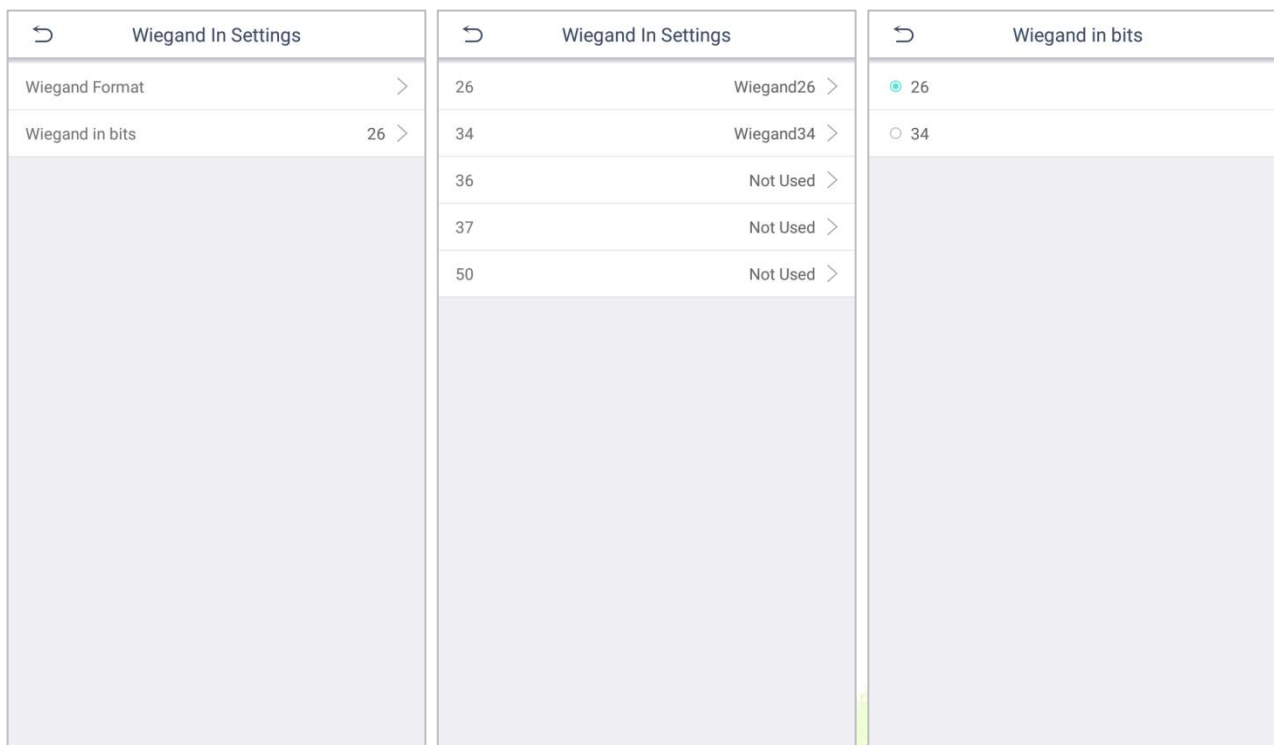 Wiegand In Settings
Wiegand Format
Wiegand in bits 26
Wiegand In Settings
26 Wiegand26
34 Wiegand34
36 Not Used
37 Not Used
50 Not Used
Wiegand in bits
26
34